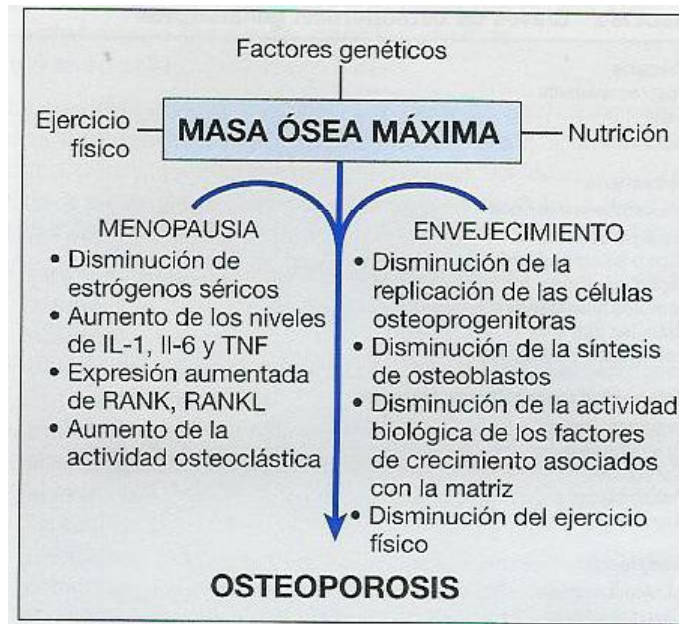 Factores genéticos
Ejercicio
físico
MASA ÓSEA MÁXIMA
Nutrición
MENOPAUSIA
• Disminución de
estrógenos séricos
• Aumento de los niveles
de IL-1, Il-6 y TNF
• Expresión aumentada
de RANK, RANKL
• Aumento de la
actividad osteoclástica
ENVEJECIMIENTO
• Disminución de la
replicación de las células
osteoprogenitoras
• Disminución de la síntesis
de osteoblastos
• Disminución de la actividad
biológica de los factores
de crecimiento asociados
con la matriz
• Disminución del ejercicio
físico
OSTEOPOROSIS